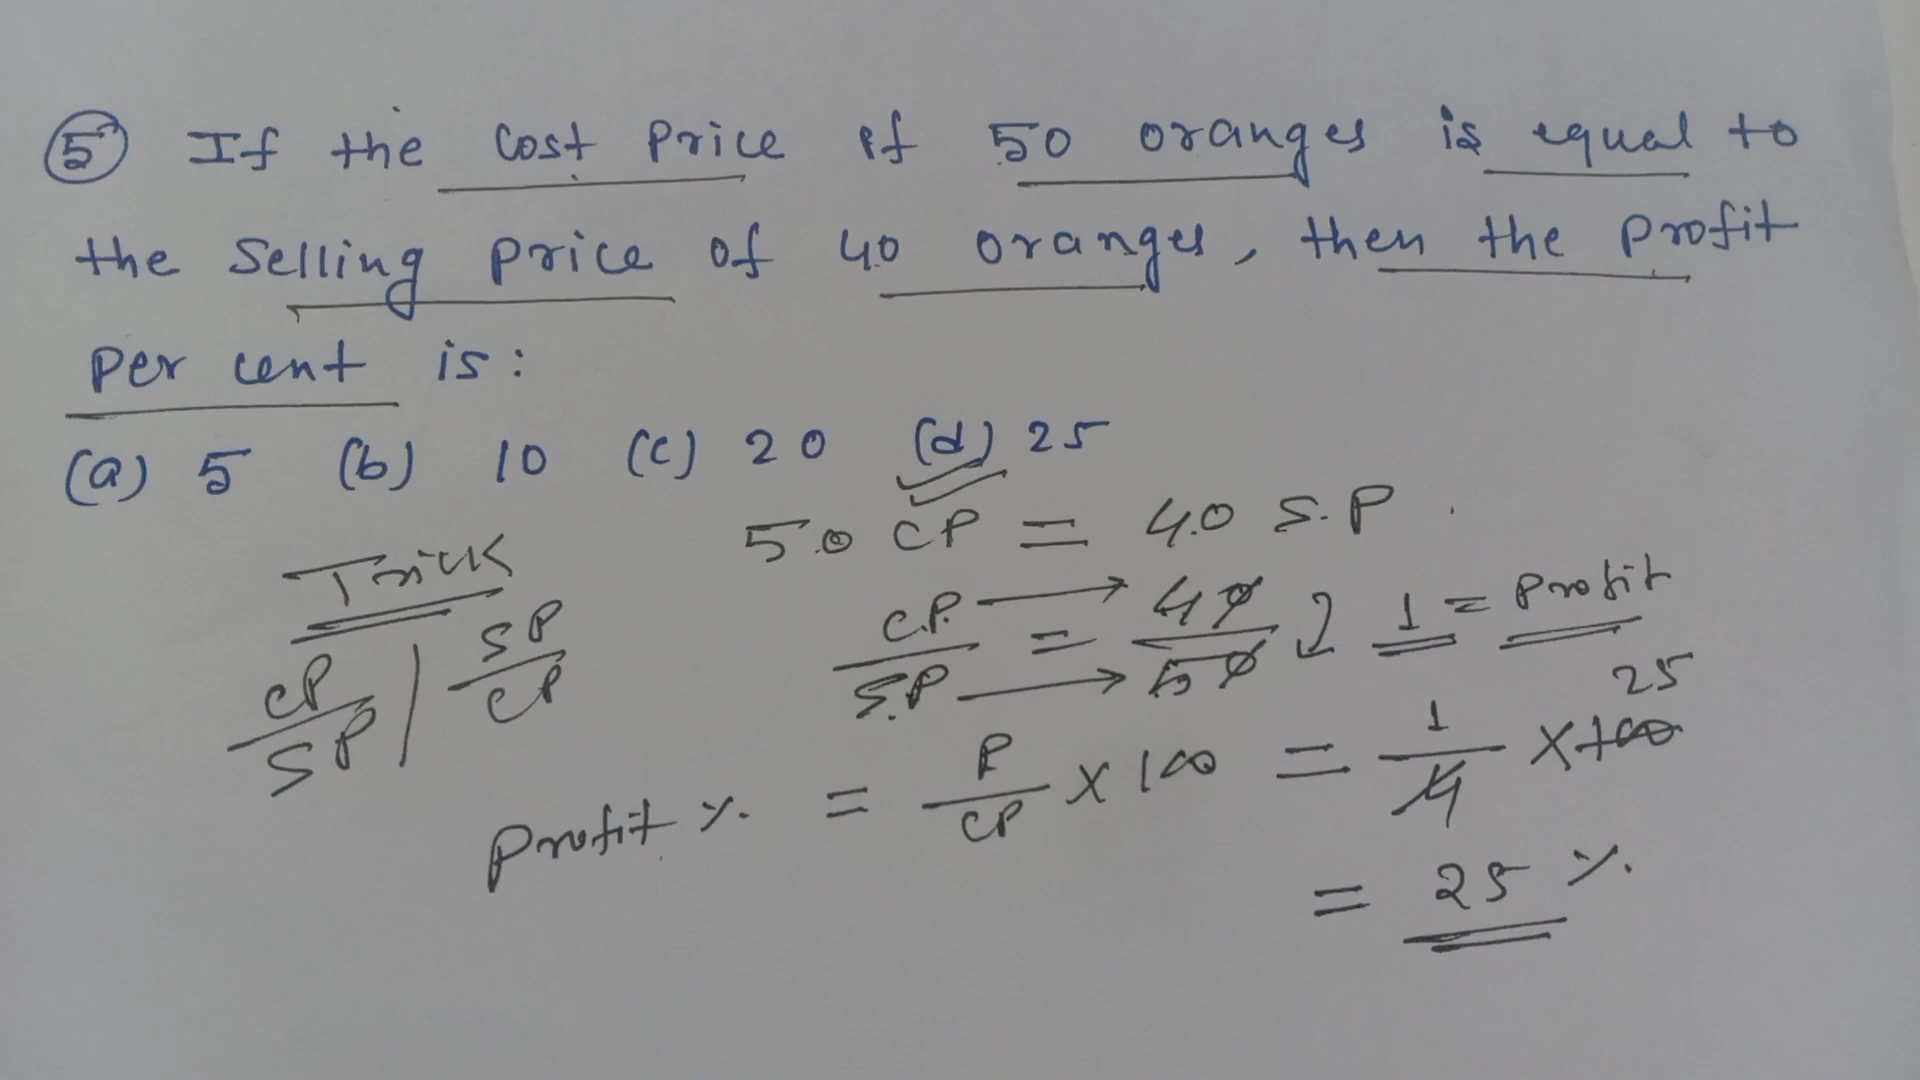 5 If the Cost Price of 50 oranges is equal to
the Selling price of 40 oranges, then the profit
per cent is:
(a) 5 (b) 10 (c) 20 (d) 25
50 CP = 40 S.P.
Trick
CP/SP | SP/CP
C.P./S.P = 40/50 1 = Profit
Profit % = P/CP × 100 = 1/4 × 100 25
= 25 %